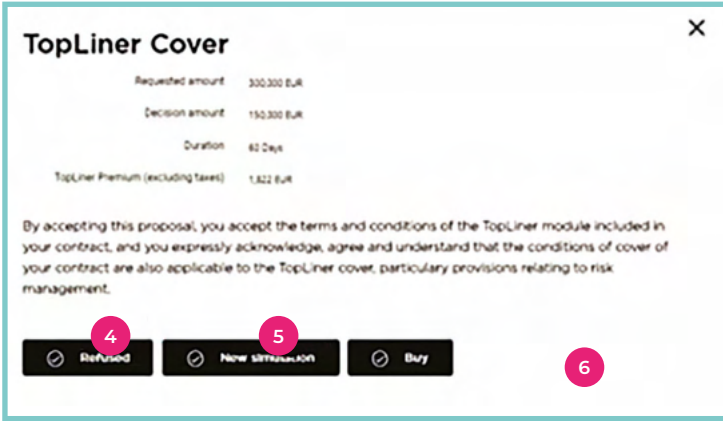 TopLiner Cover
Requested amount 300,000 EUR
Decision amount 150,000 EUR
Duration 60 Days
TopLiner Premium (excluding taxes) 1,822 EUR
By accepting this proposal, you accept the terms and conditions of the TopLiner module included in
your contract, and you expressly acknowledge, agree and understand that the conditions of cover of
your contract are also applicable to the TopLiner cover, particulary provisions relating to risk
management.
4 5
Refused New simulation Buy
6